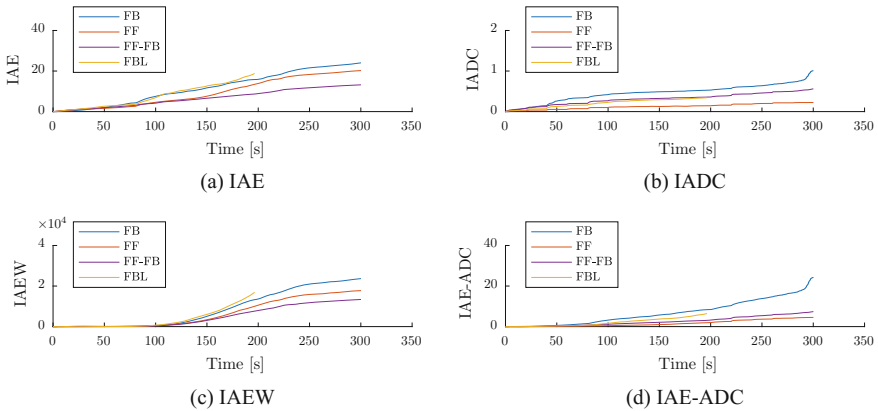 FB
FF
FF-FB
FBL
40
20
0
IAE
0 50 100 150 200 250 300 350
Time [s]
(a) IAE
FB
FF
FF-FB
FBL
2
1
0
IADC
0 50 100 150 200 250 300 350
Time [s]
(b) IADC
×10⁴
FB
FF
FF-FB
FBL
4
2
0
IAEW
0 50 100 150 200 250 300 350
Time [s]
(c) IAEW
FB
FF
FF-FB
FBL
40
20
0
IAE-ADC
0 50 100 150 200 250 300 350
Time [s]
(d) IAE-ADC